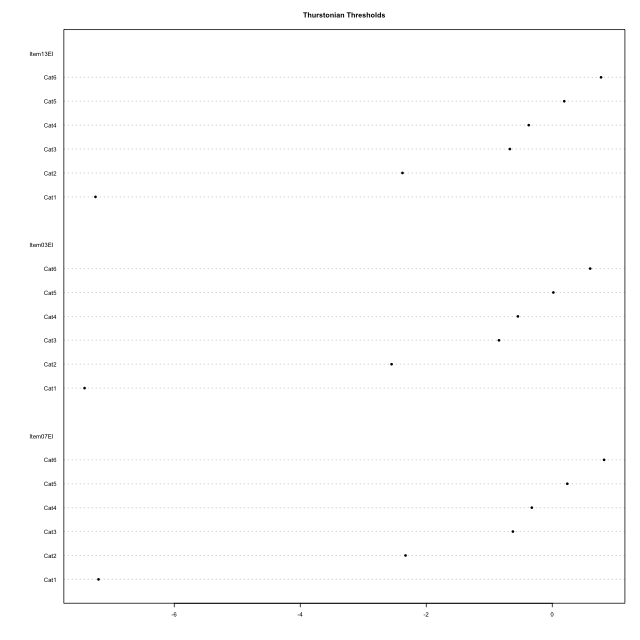 Thurstonian Thresholds
Item13EI
Cat6
Cat5
Cat4
Cat3
Cat2
Cat1
Item03EI
Cat6
Cat5
Cat4
Cat3
Cat2
Cat1
Item07EI
Cat6
Cat5
Cat4
Cat3
Cat2
Cat1
-6 -4 -2 0